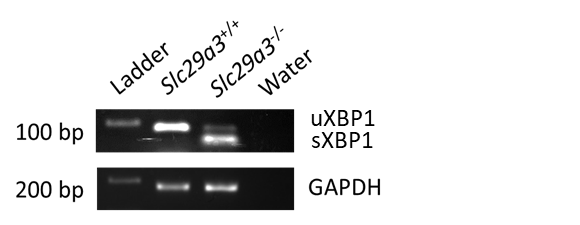 Ladder Slc29a3+/+ Slc29a3-/- Water
100 bp uXBP1
sXBP1
200 bp GAPDH